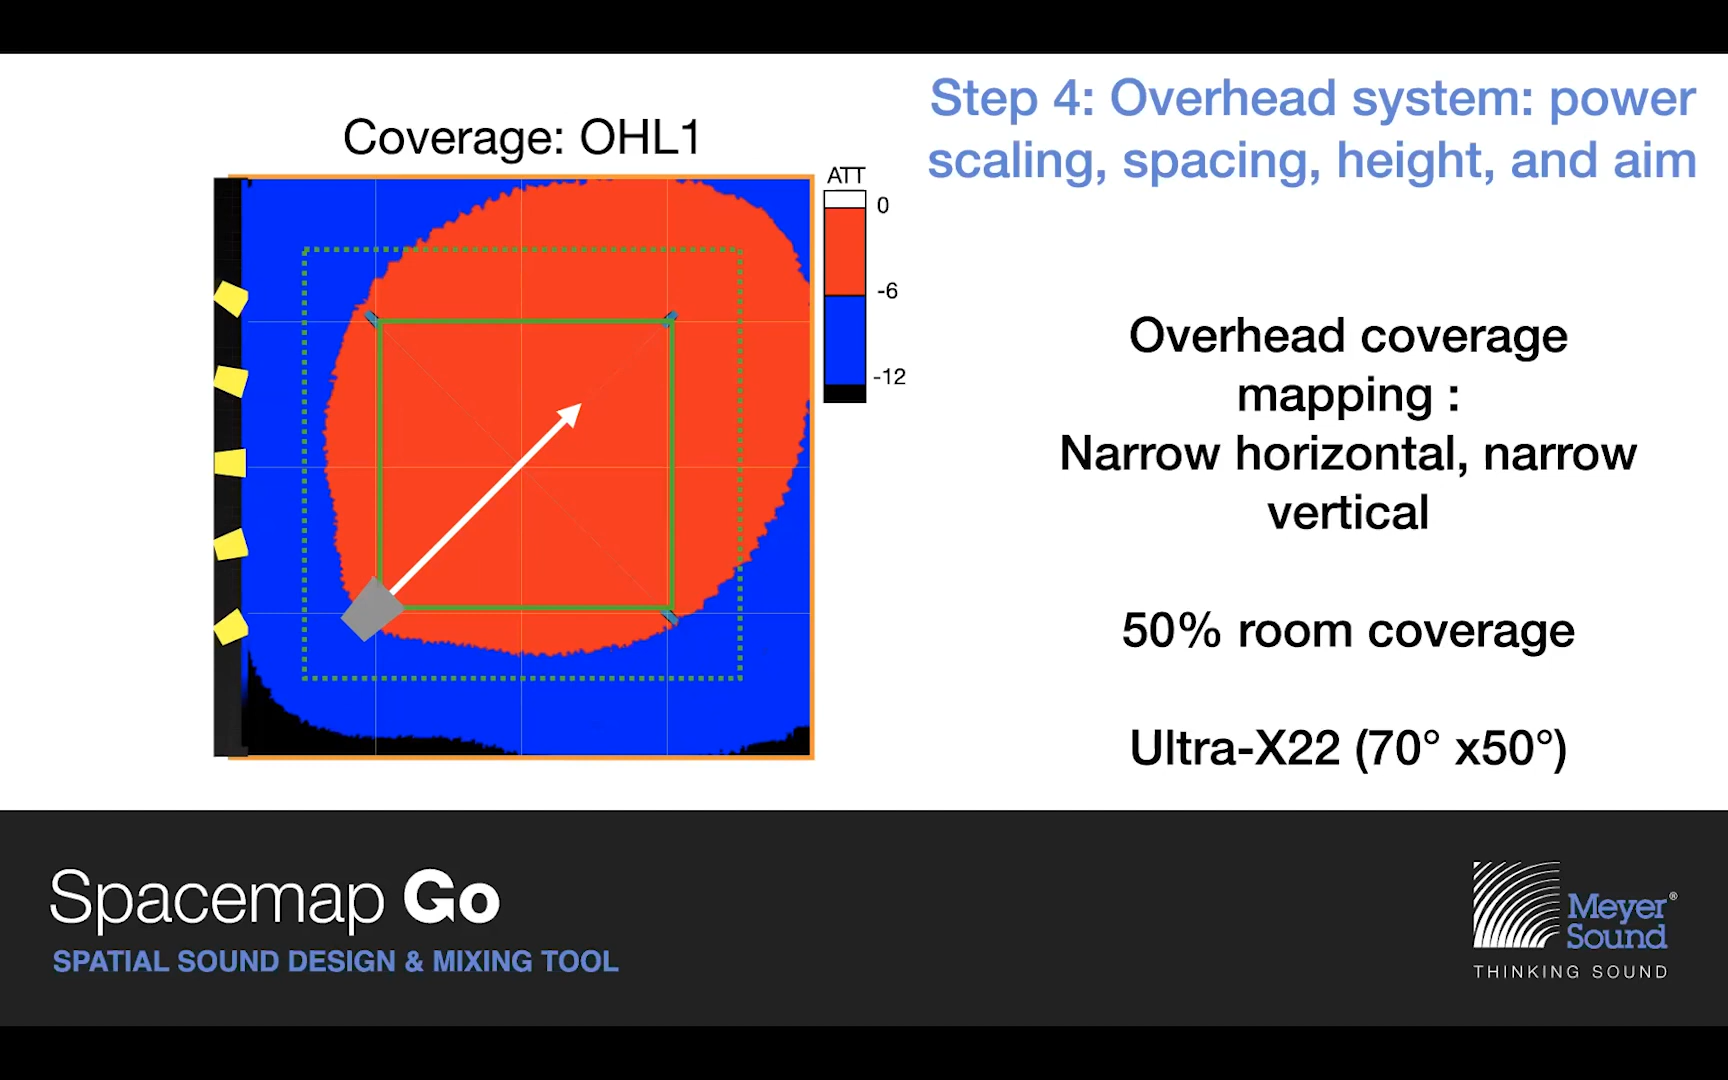 Step 4: Overhead system: power
scaling, spacing, height, and aim
Coverage: OHL1
ATT
0
-6
-12
Overhead coverage
mapping :
Narrow horizontal, narrow
vertical
50% room coverage
Ultra-X22 (70° x50°)
Spacemap Go
SPATIAL SOUND DESIGN & MIXING TOOL
Meyer®
Sound
THINKING SOUND